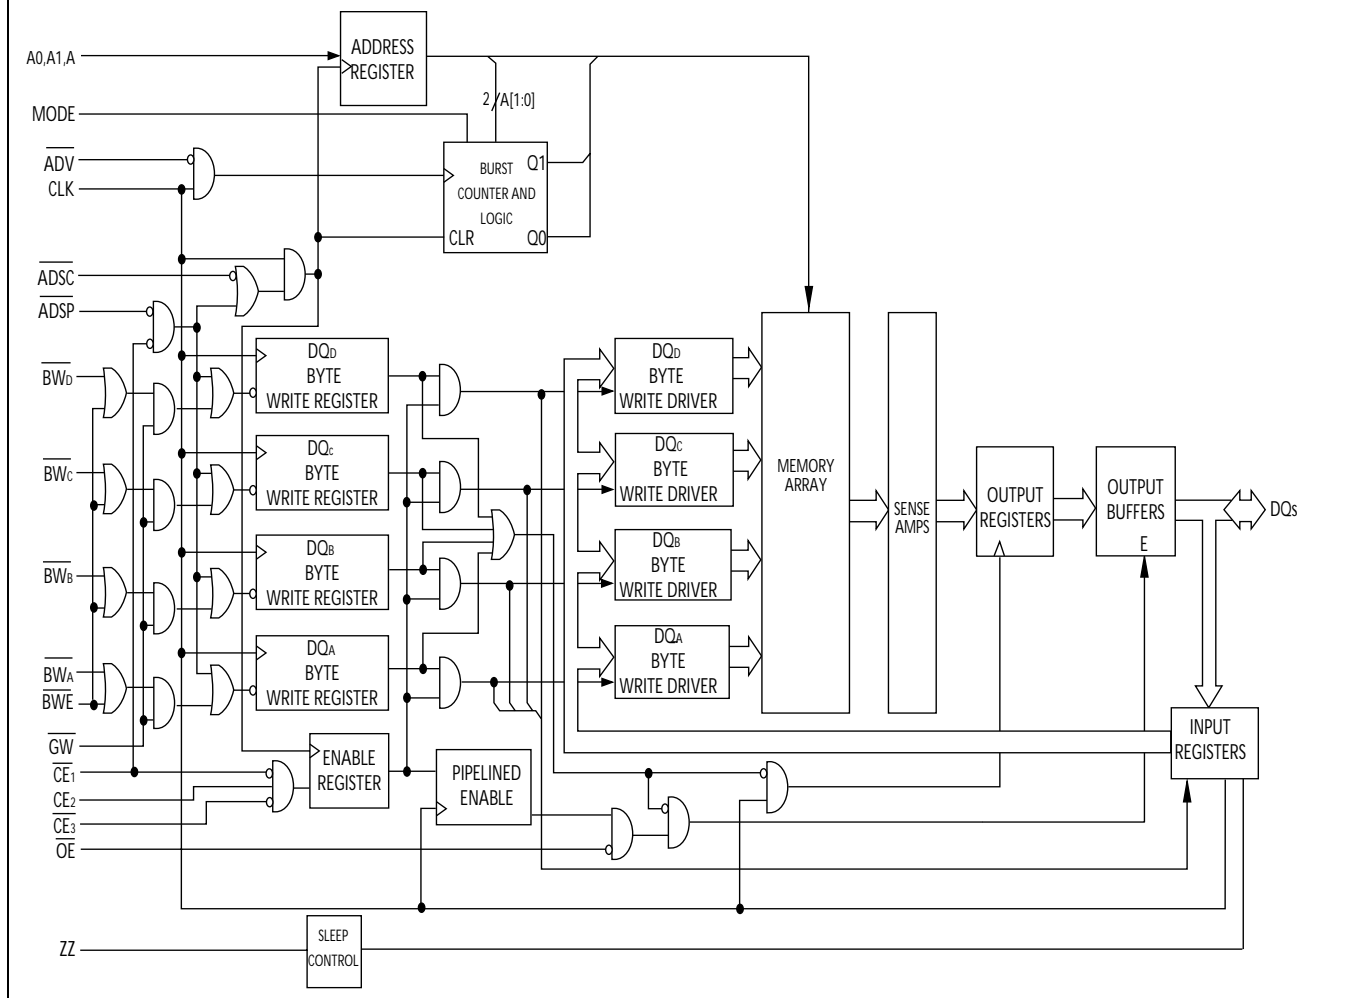 A0,A1,A
ADDRESS
REGISTER
MODE
2
A[1:0]
ADV
CLK
BURST
COUNTER AND
LOGIC
Q1
CLR
Q0
ADSC
ADSP
BWD
DQD
BYTE
WRITE REGISTER
DQD
BYTE
WRITE DRIVER
BWC
DQC
BYTE
WRITE REGISTER
DQC
BYTE
WRITE DRIVER
MEMORY
ARRAY
SENSE
AMPS
OUTPUT
REGISTERS
OUTPUT
BUFFERS
E
DQs
BWB
DQB
BYTE
WRITE REGISTER
DQB
BYTE
WRITE DRIVER
BWA
BWE
DQA
BYTE
WRITE REGISTER
DQA
BYTE
WRITE DRIVER
INPUT
REGISTERS
GW
CE1
CE2
CE3
OE
ENABLE
REGISTER
PIPELINED
ENABLE
ZZ
SLEEP
CONTROL